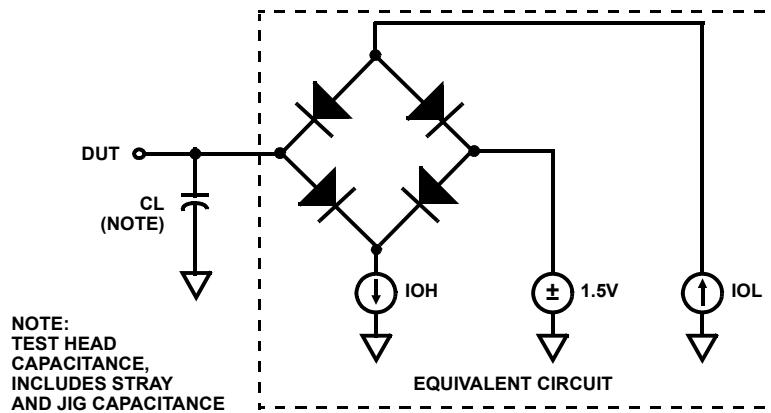 DUT
CL
(NOTE)
IOH
±
1.5V
IOL
NOTE:
TEST HEAD
CAPACITANCE,
INCLUDES STRAY
AND JIG CAPACITANCE
EQUIVALENT CIRCUIT